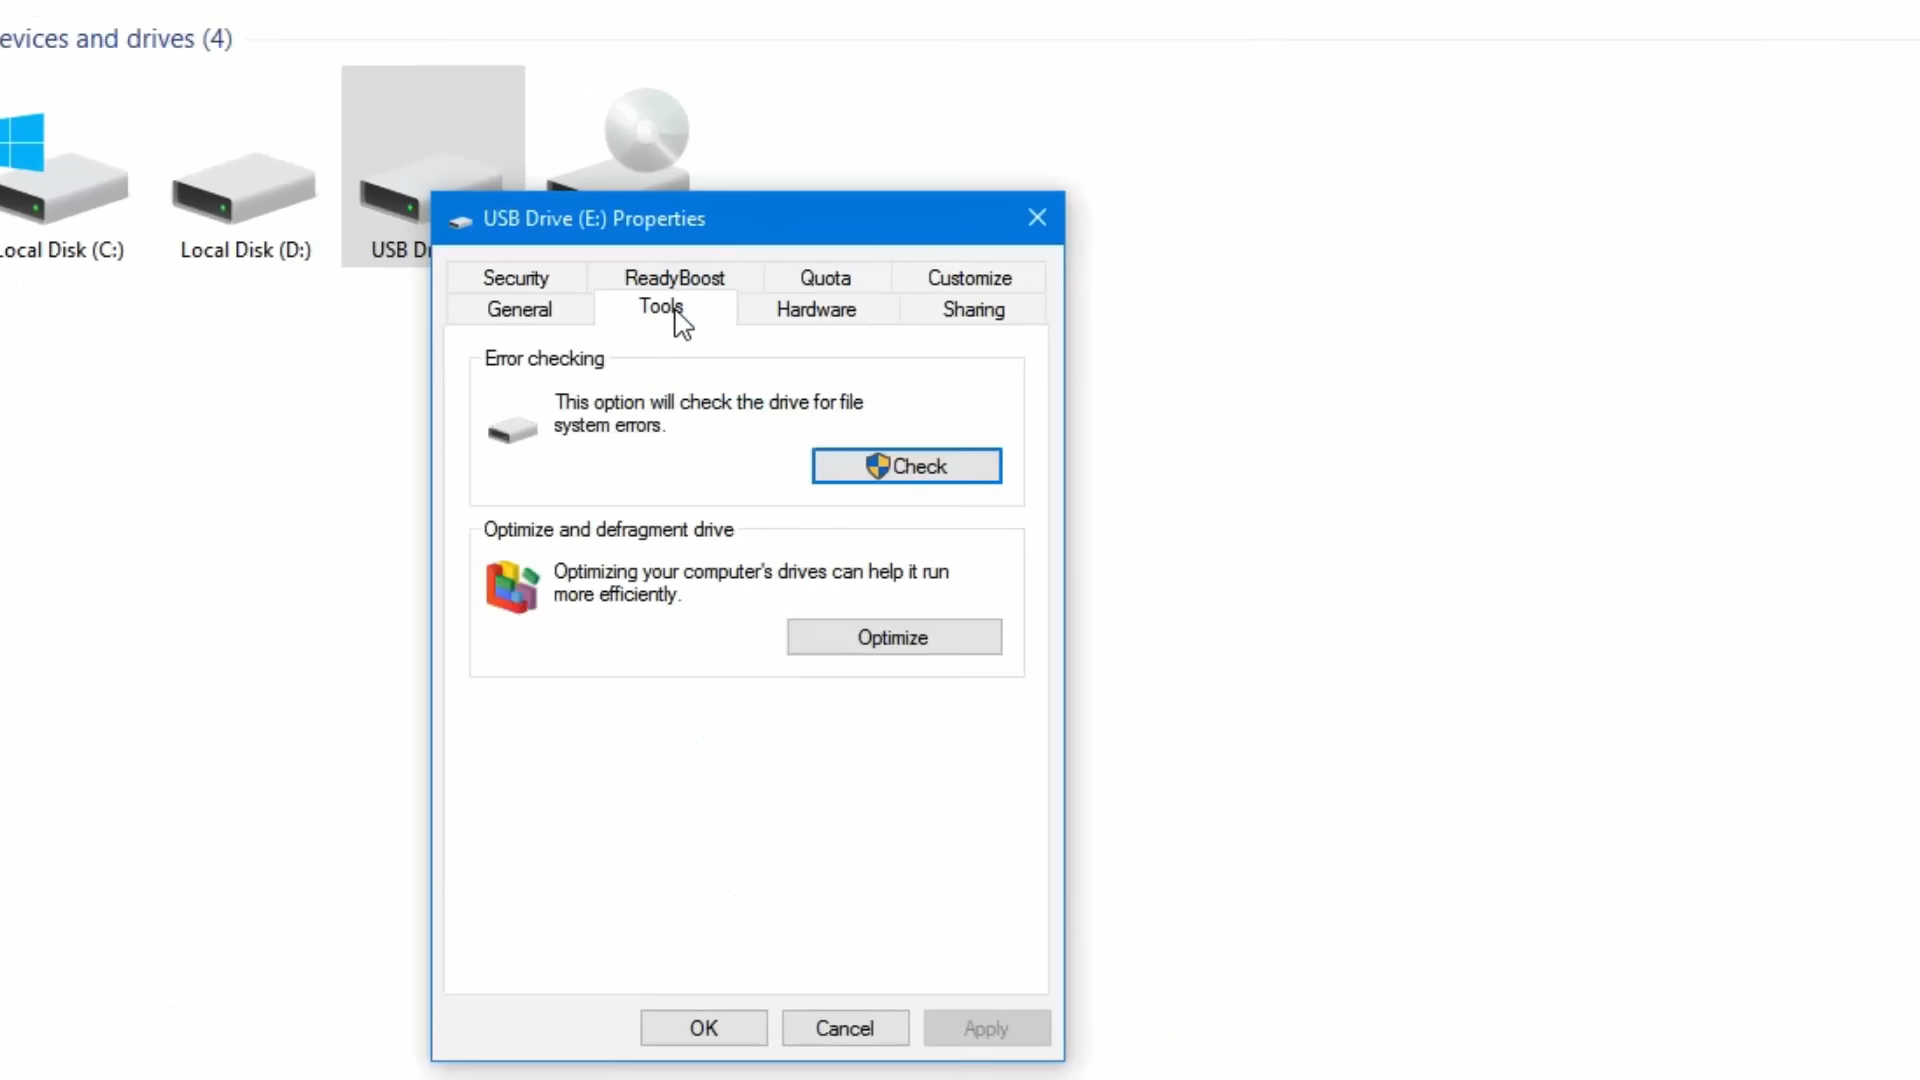 evices and drives (4)
Local Disk (C:)
Local Disk (D:)
USB
USB Drive (E:) Properties
Security
ReadyBoost
Quota
Customize
General
Tools
Hardware
Sharing
Error checking
This option will check the drive for file
system errors.
Check
Optimize and defragment drive
Optimizing your computer's drives can help it run
more efficiently.
Optimize
OK
Cancel
Apply